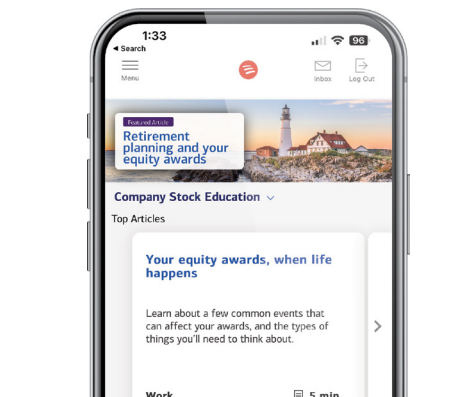 1:33
◀ Search
96
Menu
Inbox
Log Out
Featured Article
Retirement
planning and your
equity awards
Company Stock Education
Top Articles
Your equity awards, when life
happens
Learn about a few common events that
can affect your awards, and the types of
things you'll need to think about.
Work
5 min